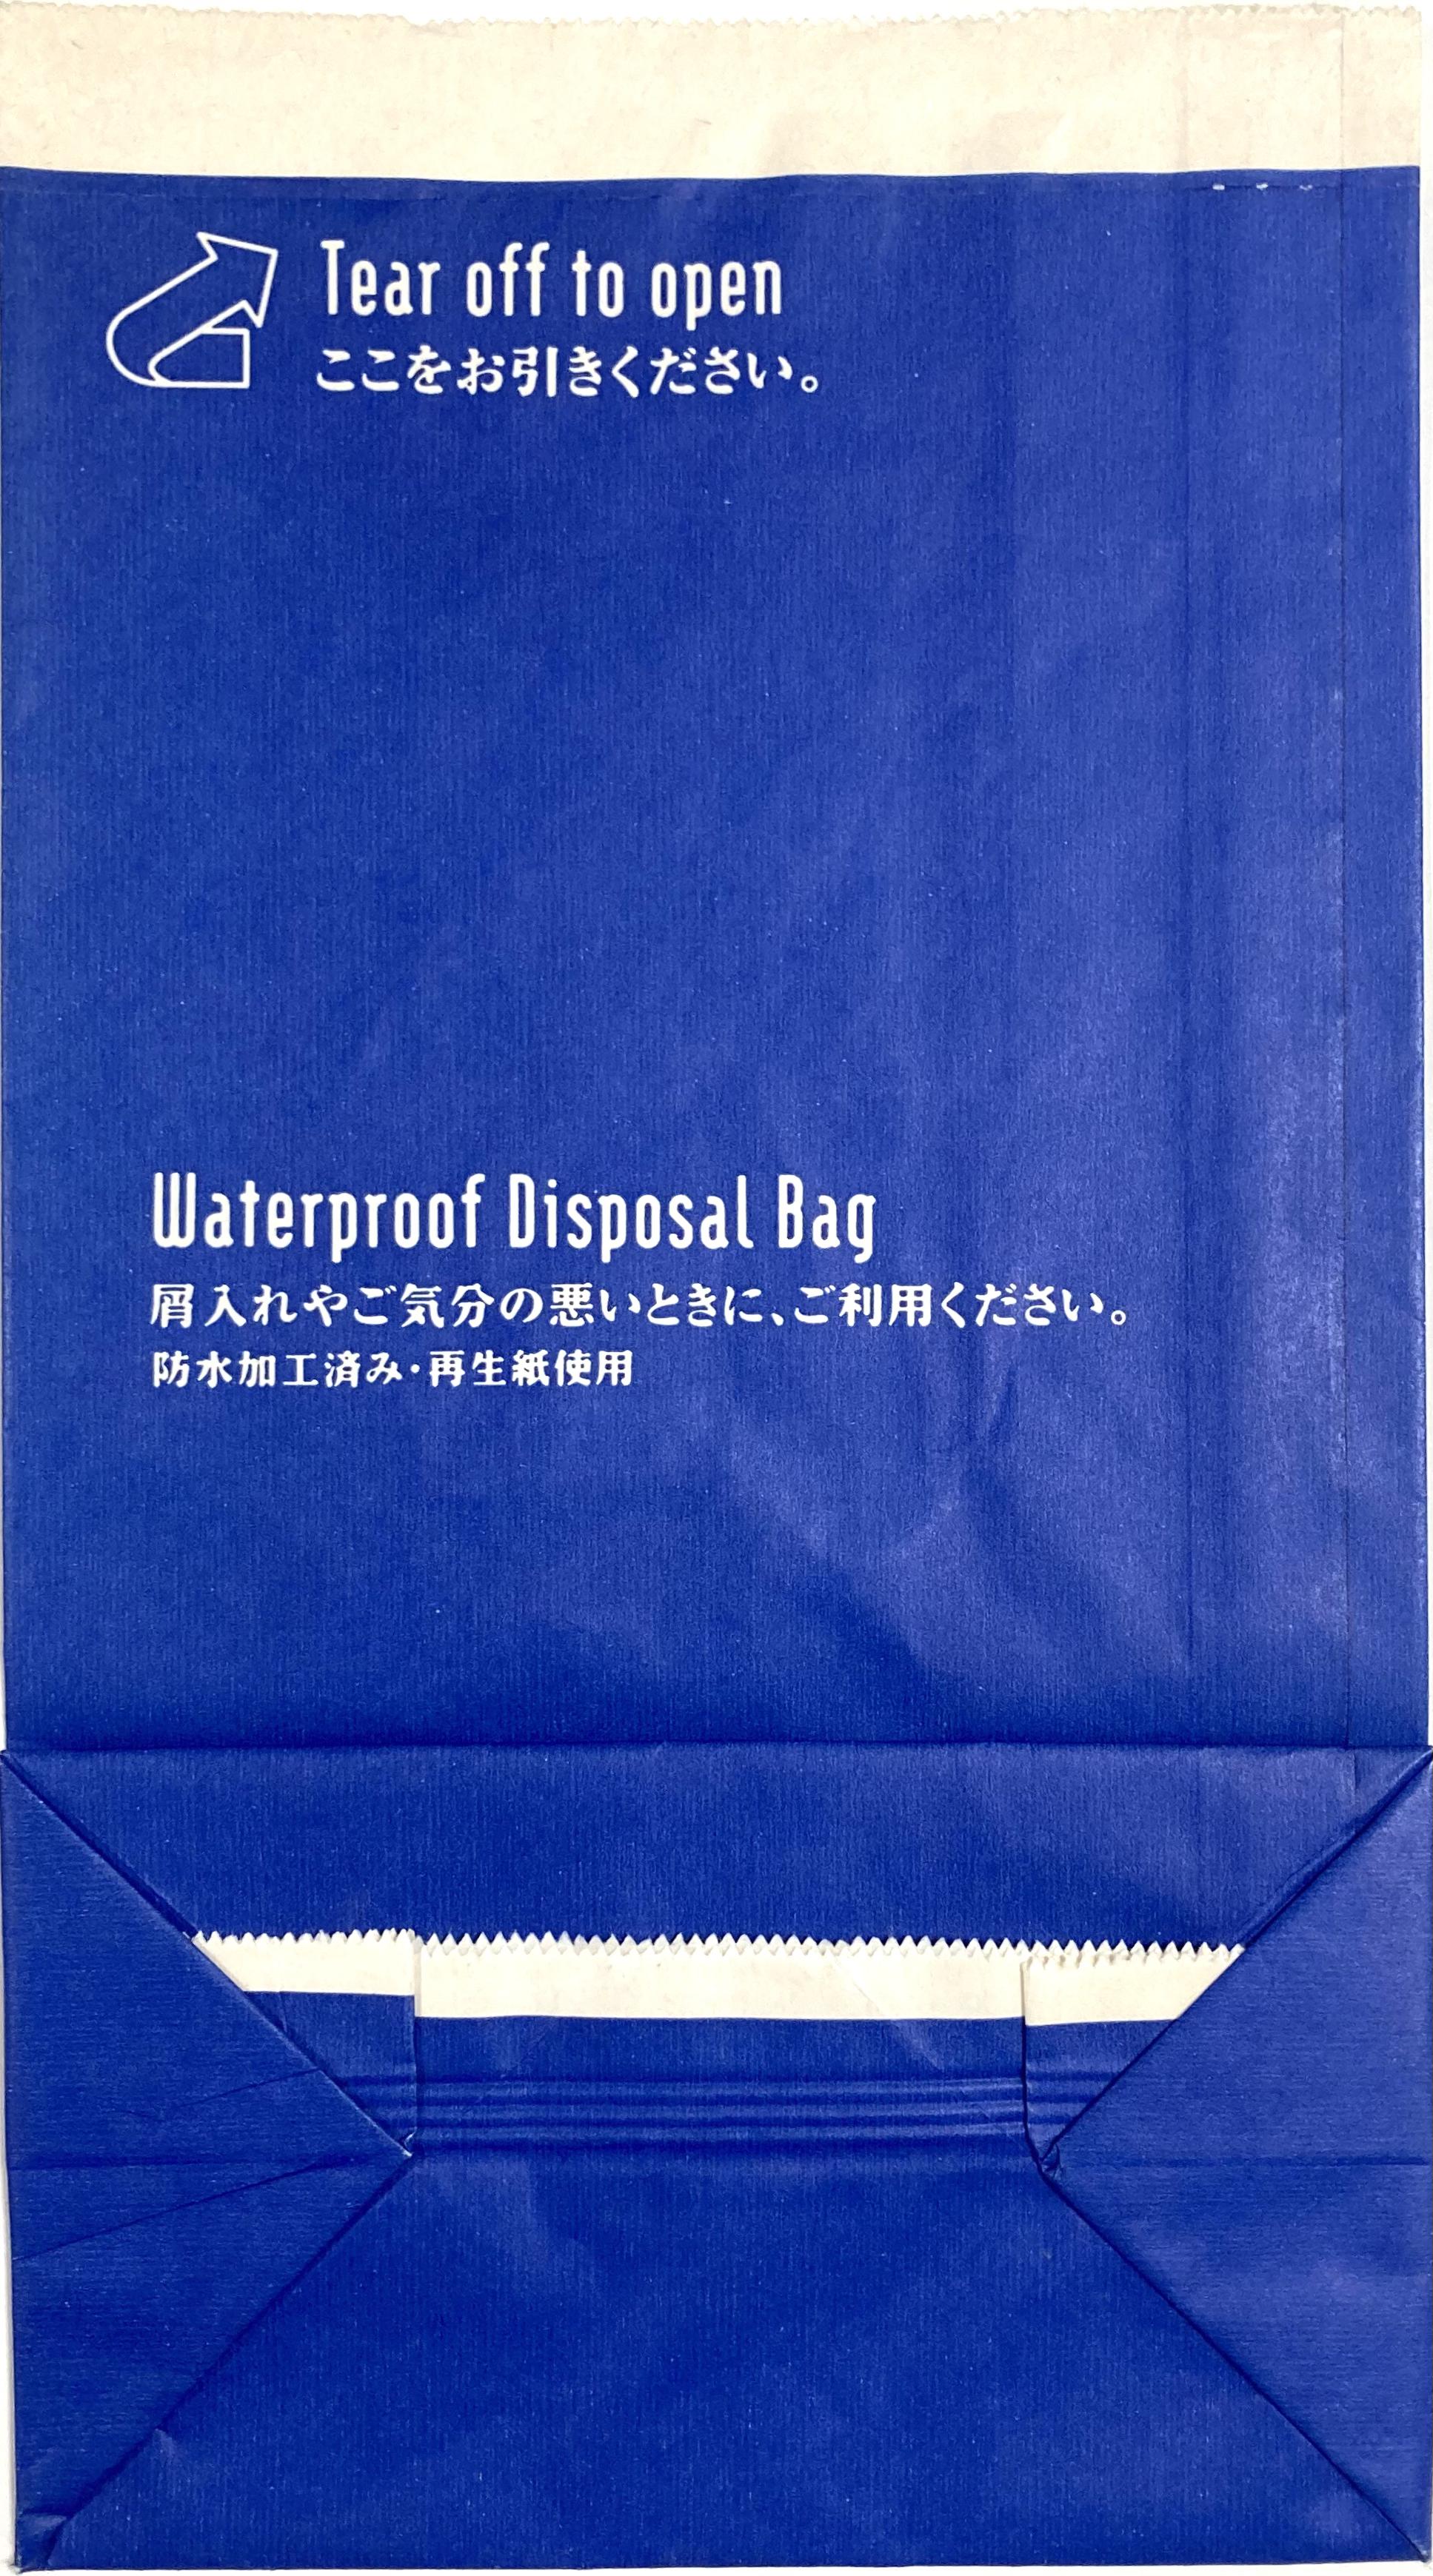 Tear off to open
ここをお引きください。
Waterproof Disposal Bag
屑入れやご気分の悪いときに、ご利用ください。
防水加工済み・再生紙使用